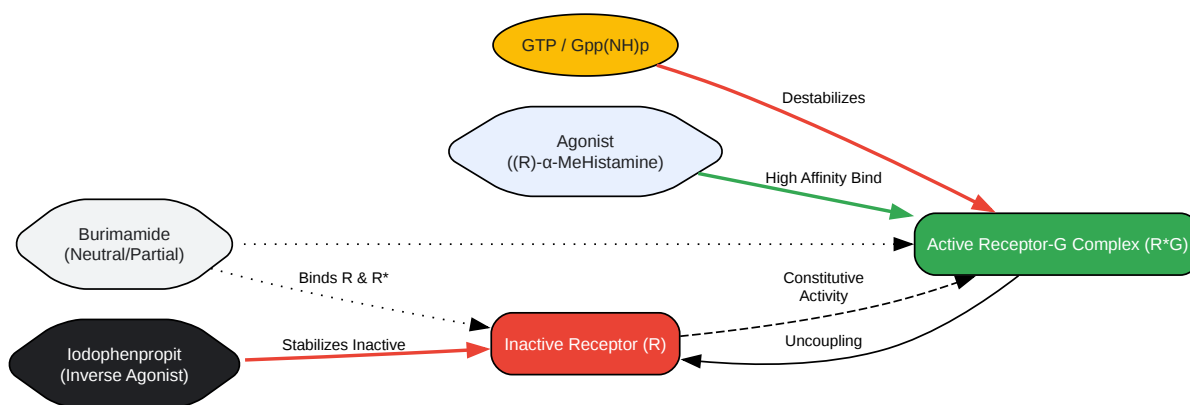 GTP / Gpp(NH)p
Destabilizes
Agonist
((R)-α-MeHistamine)
High Affinity Bind
Burimamide
(Neutral/Partial)
Active Receptor-G Complex (R*G)
Binds R & R*
Constitutive
Activity
Iodophenpropit
(Inverse Agonist)
Stabilizes Inactive
Inactive Receptor (R)
Uncoupling